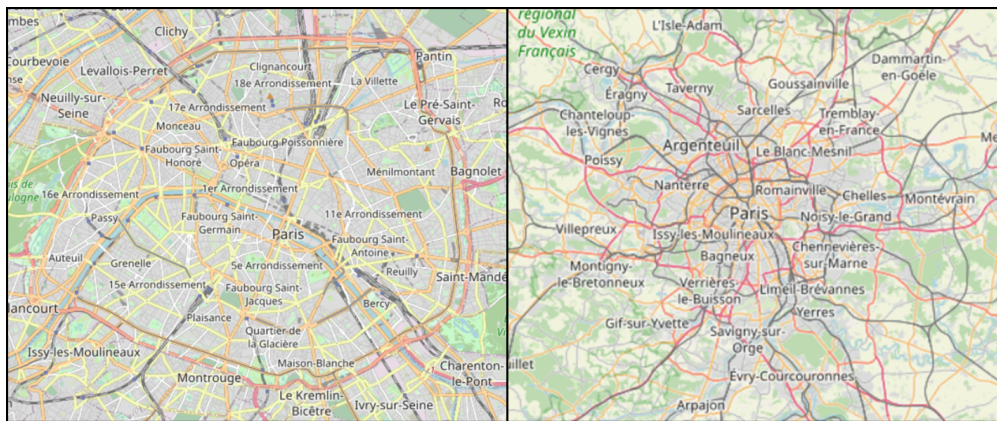 Clichy
Courbevoie
Levallois-Perret
Clignancourt
18e Arrondissement
La Villette
Pantin
Neuilly-sur-
Seine
17e Arrondissement
Le Pré-Saint-
Gervais
Monceau
Faubourg Saint-
Honoré
Opéra
Faubourg Poissonnière
Ménilmontant
Bagnolet
16e Arrondissement
1er Arrondissement
Passy
Faubourg Saint-
Germain
11e Arrondissement
Paris
Faubourg Saint-
Antoine
Auteuil
Grenelle
5e Arrondissement
Reuilly
Saint-Mandé
15e Arrondissement
Faubourg Saint-
Jacques
Bercy
lancourt
Plaisance
Quartier de
la Glacière
Issy-les-Moulineaux
Maison-Blanche
Montrouge
Charenton-
le-Pont
Le Kremlin-
Bicêtre
Ivry-sur-Seine
régional
du Vexin
Français
L'Isle-Adam
Cergy
Taverny
Goussainville
Dammartin-
en-Goële
Éragny
Sarcelles
Chanteloup-
les-Vignes
Tremblay-
en-France
Argenteuil
Le Blanc-Mesnil
Poissy
Nanterre
Romainville
Chelles
Montévrain
Paris
Noisy-le-Grand
Villepreux
Issy-les-Moulineaux
Bagneux
Chennevières-
sur-Marne
Montigny-
le-Bretonneux
Verrières-
le-Buisson
Limeil-Brévannes
Yerres
Gif-sur-Yvette
Savigny-sur-
Orge
Évry-Courcouronnes
Arpajon